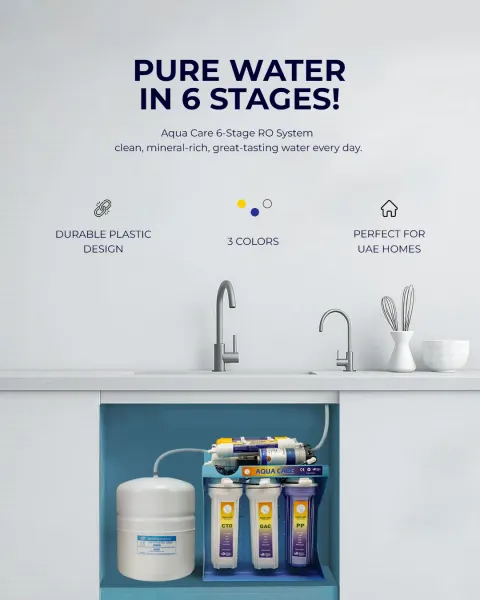 PURE WATER
IN 6 STAGES!
Aqua Care 6-Stage RO System
clean, mineral-rich, great-tasting water every day.
DURABLE PLASTIC
DESIGN
3 COLORS
PERFECT FOR
UAE HOMES
AQUA CARE
CTO
GAC
PP